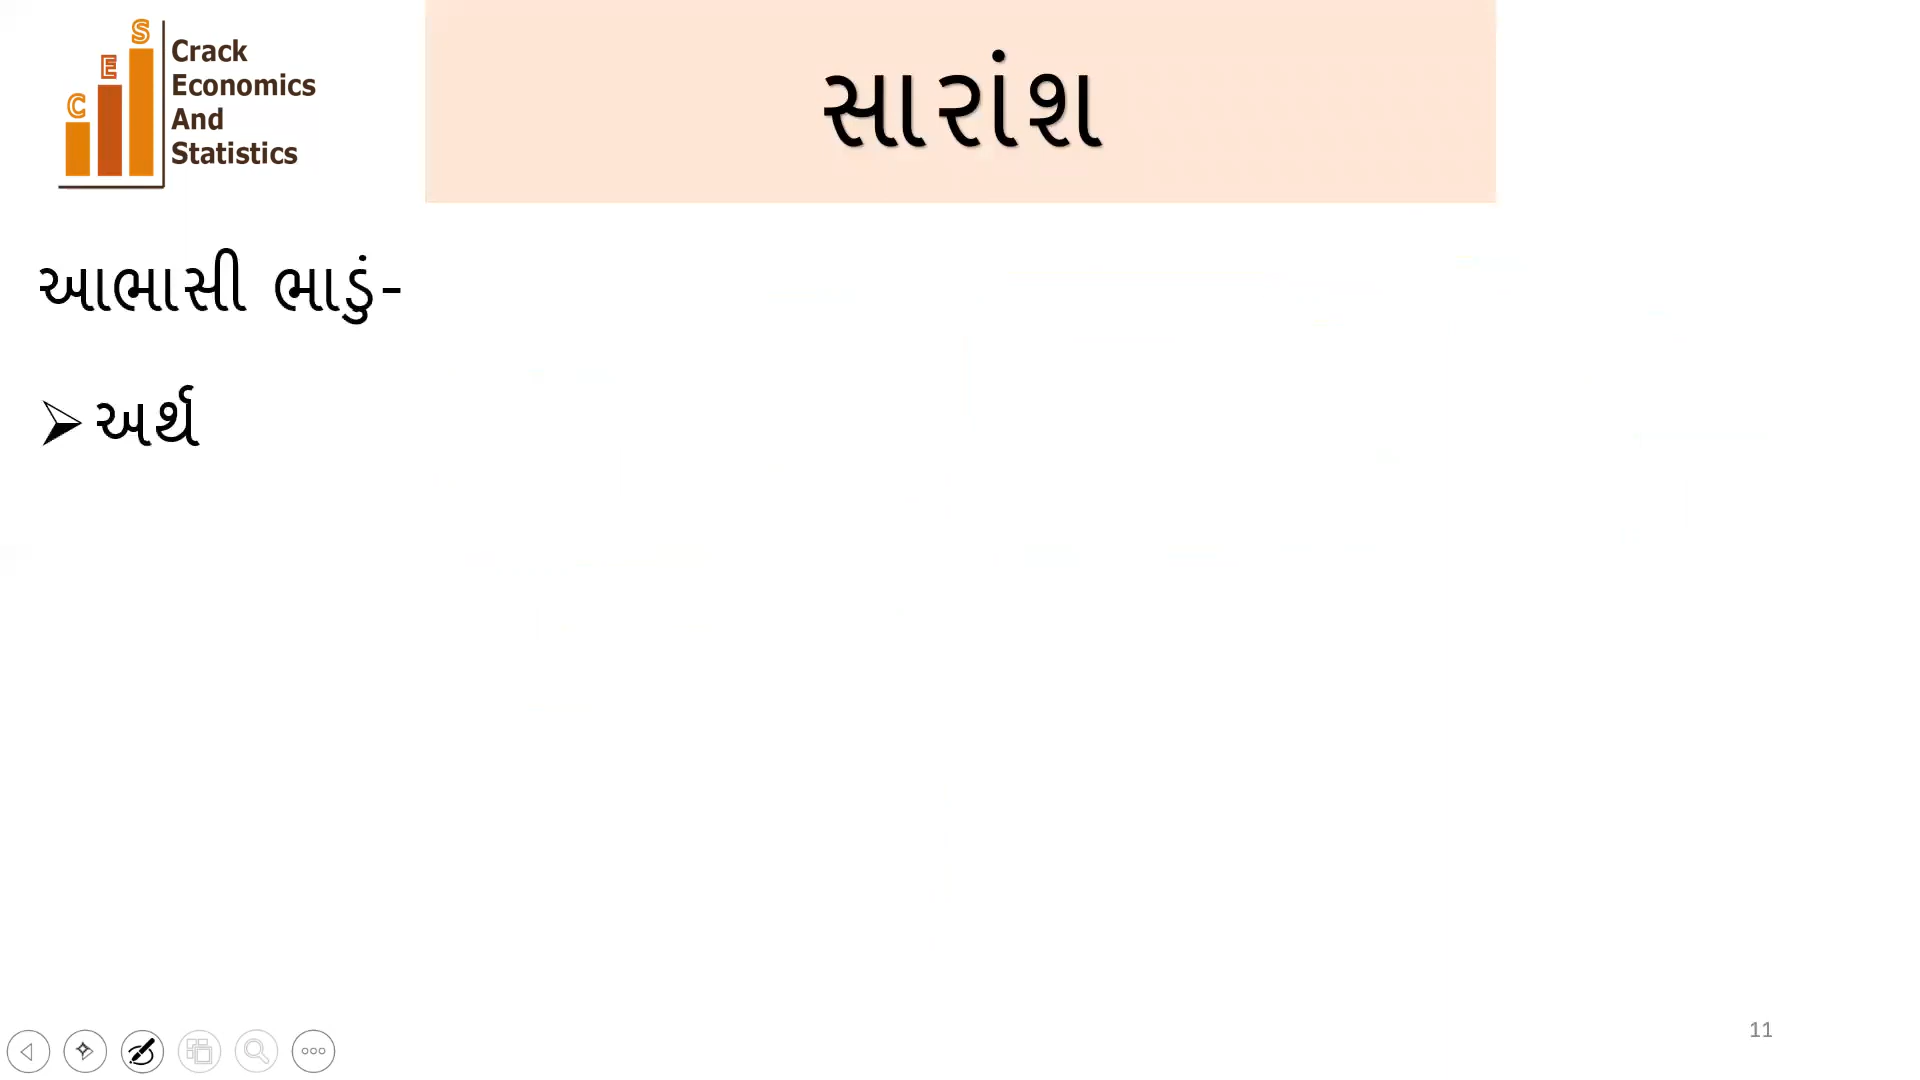 S
E
C
Crack
Economics
And
Statistics
સારાંશ
આભાસી ભાડું-
➢ અર્થ
11